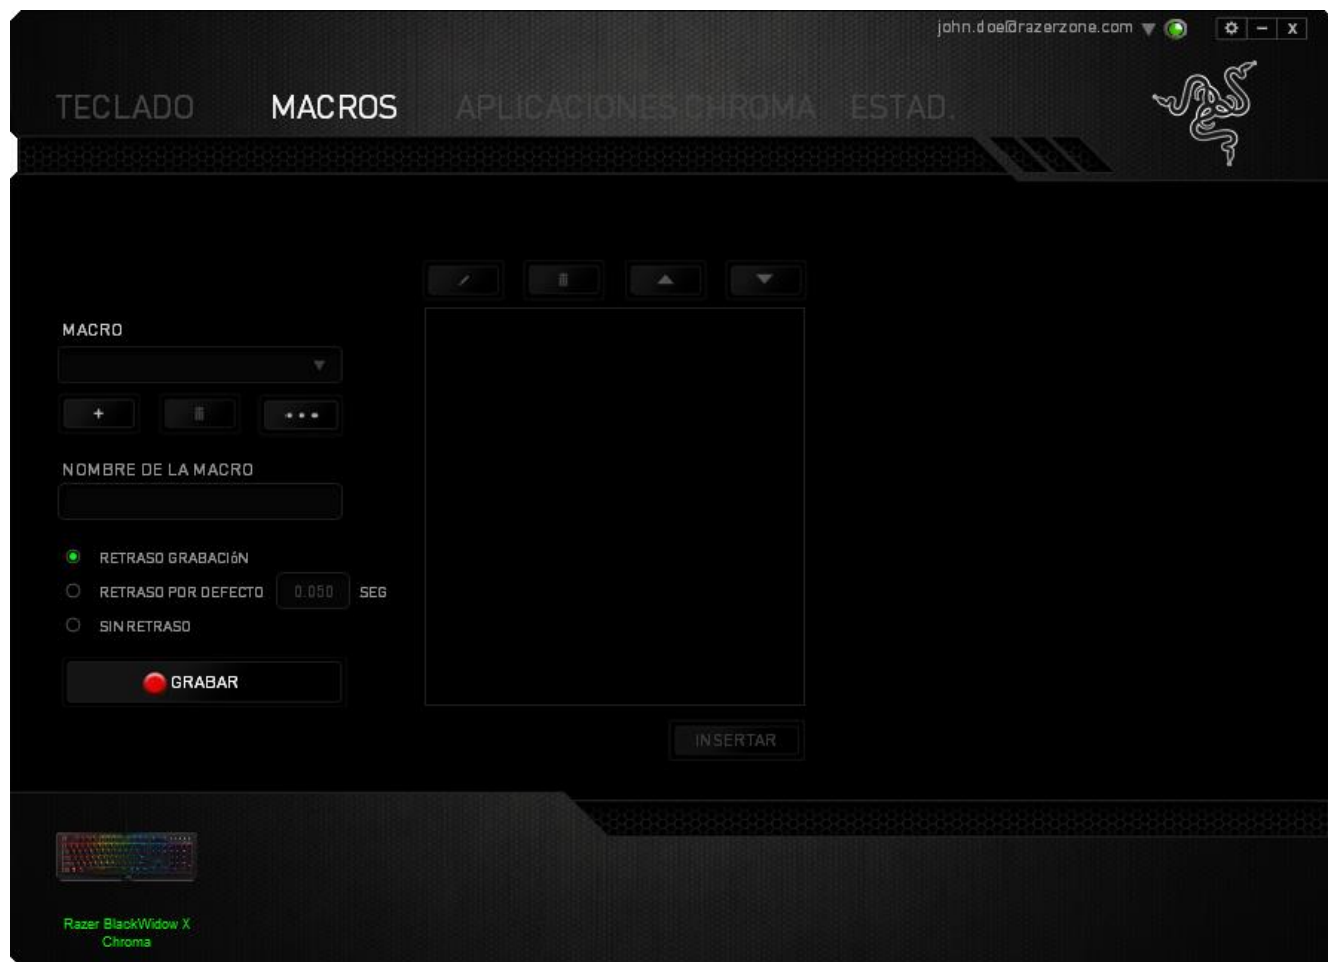 john.doe@razerzone.com
x
TECLADO MACROS APLICACIONES CHROMA ESTAD.
MACRO
NOMBRE DE LA MACRO
RETRASO GRABACIóN
RETRASO POR DEFECTO 0.050 SEG
SIN RETRASO
GRABAR
INSERTAR
Razer BlackWidow X
Chroma